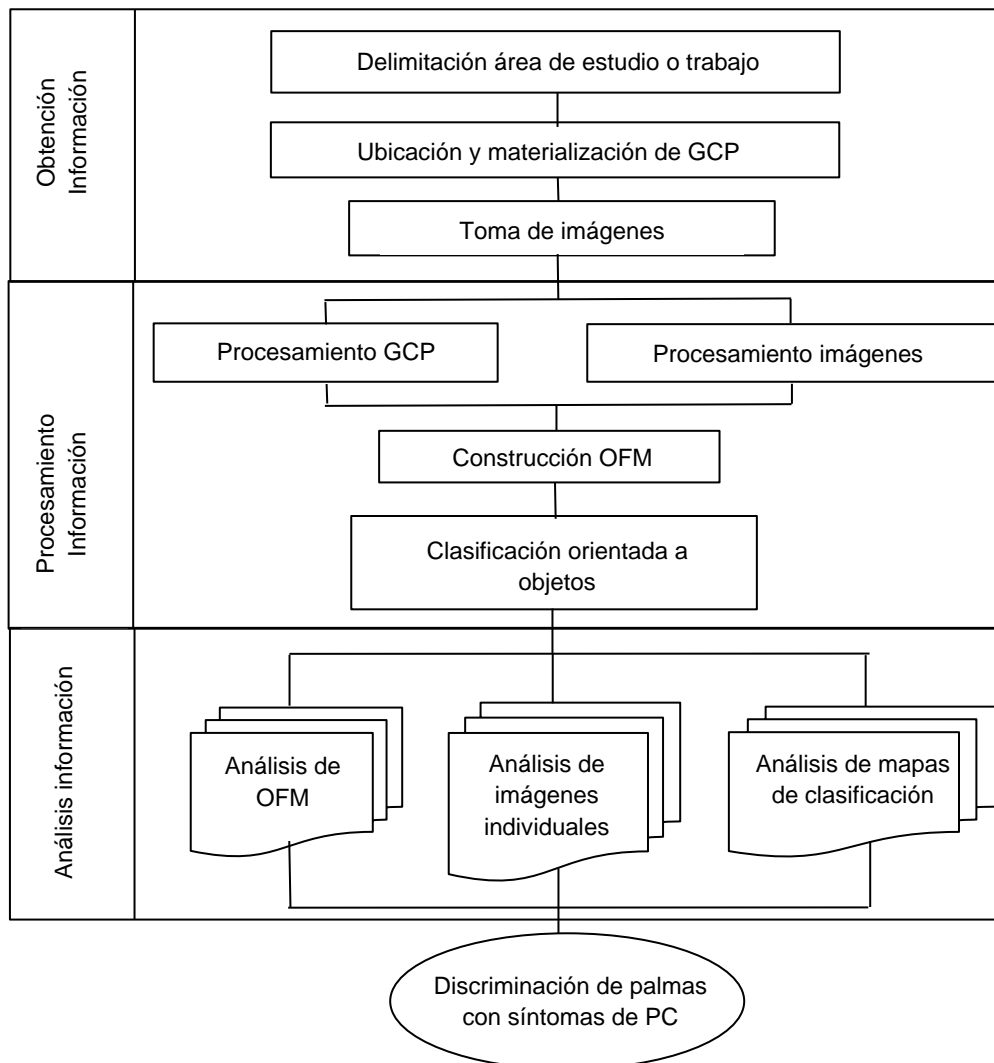 Obtención
Información
Delimitación área de estudio o trabajo
Ubicación y materialización de GCP
Toma de imágenes
Procesamiento
Información
Procesamiento GCP
Procesamiento imágenes
Construcción OFM
Clasificación orientada a
objetos
Análisis información
Análisis de
OFM
Análisis de
imágenes
individuales
Análisis de mapas
de clasificación
Discriminación de palmas
con síntomas de PC